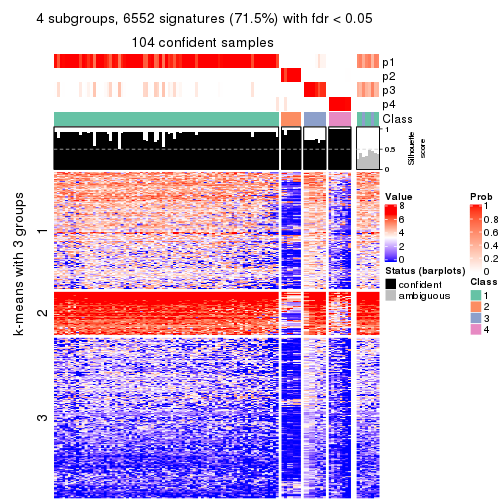 4 subgroups, 6552 signatures (71.5%) with fdr < 0.05
104 confident samples
p1
p2
p3
p4
Class
1
0.5
0
Silhouette
score
k-means with 3 groups
1
2
3
Value
8
6
4
2
0
Status (barplots)
confident
ambiguous
Prob
1
0.8
0.6
0.4
0.2
0
Class
1
2
3
4